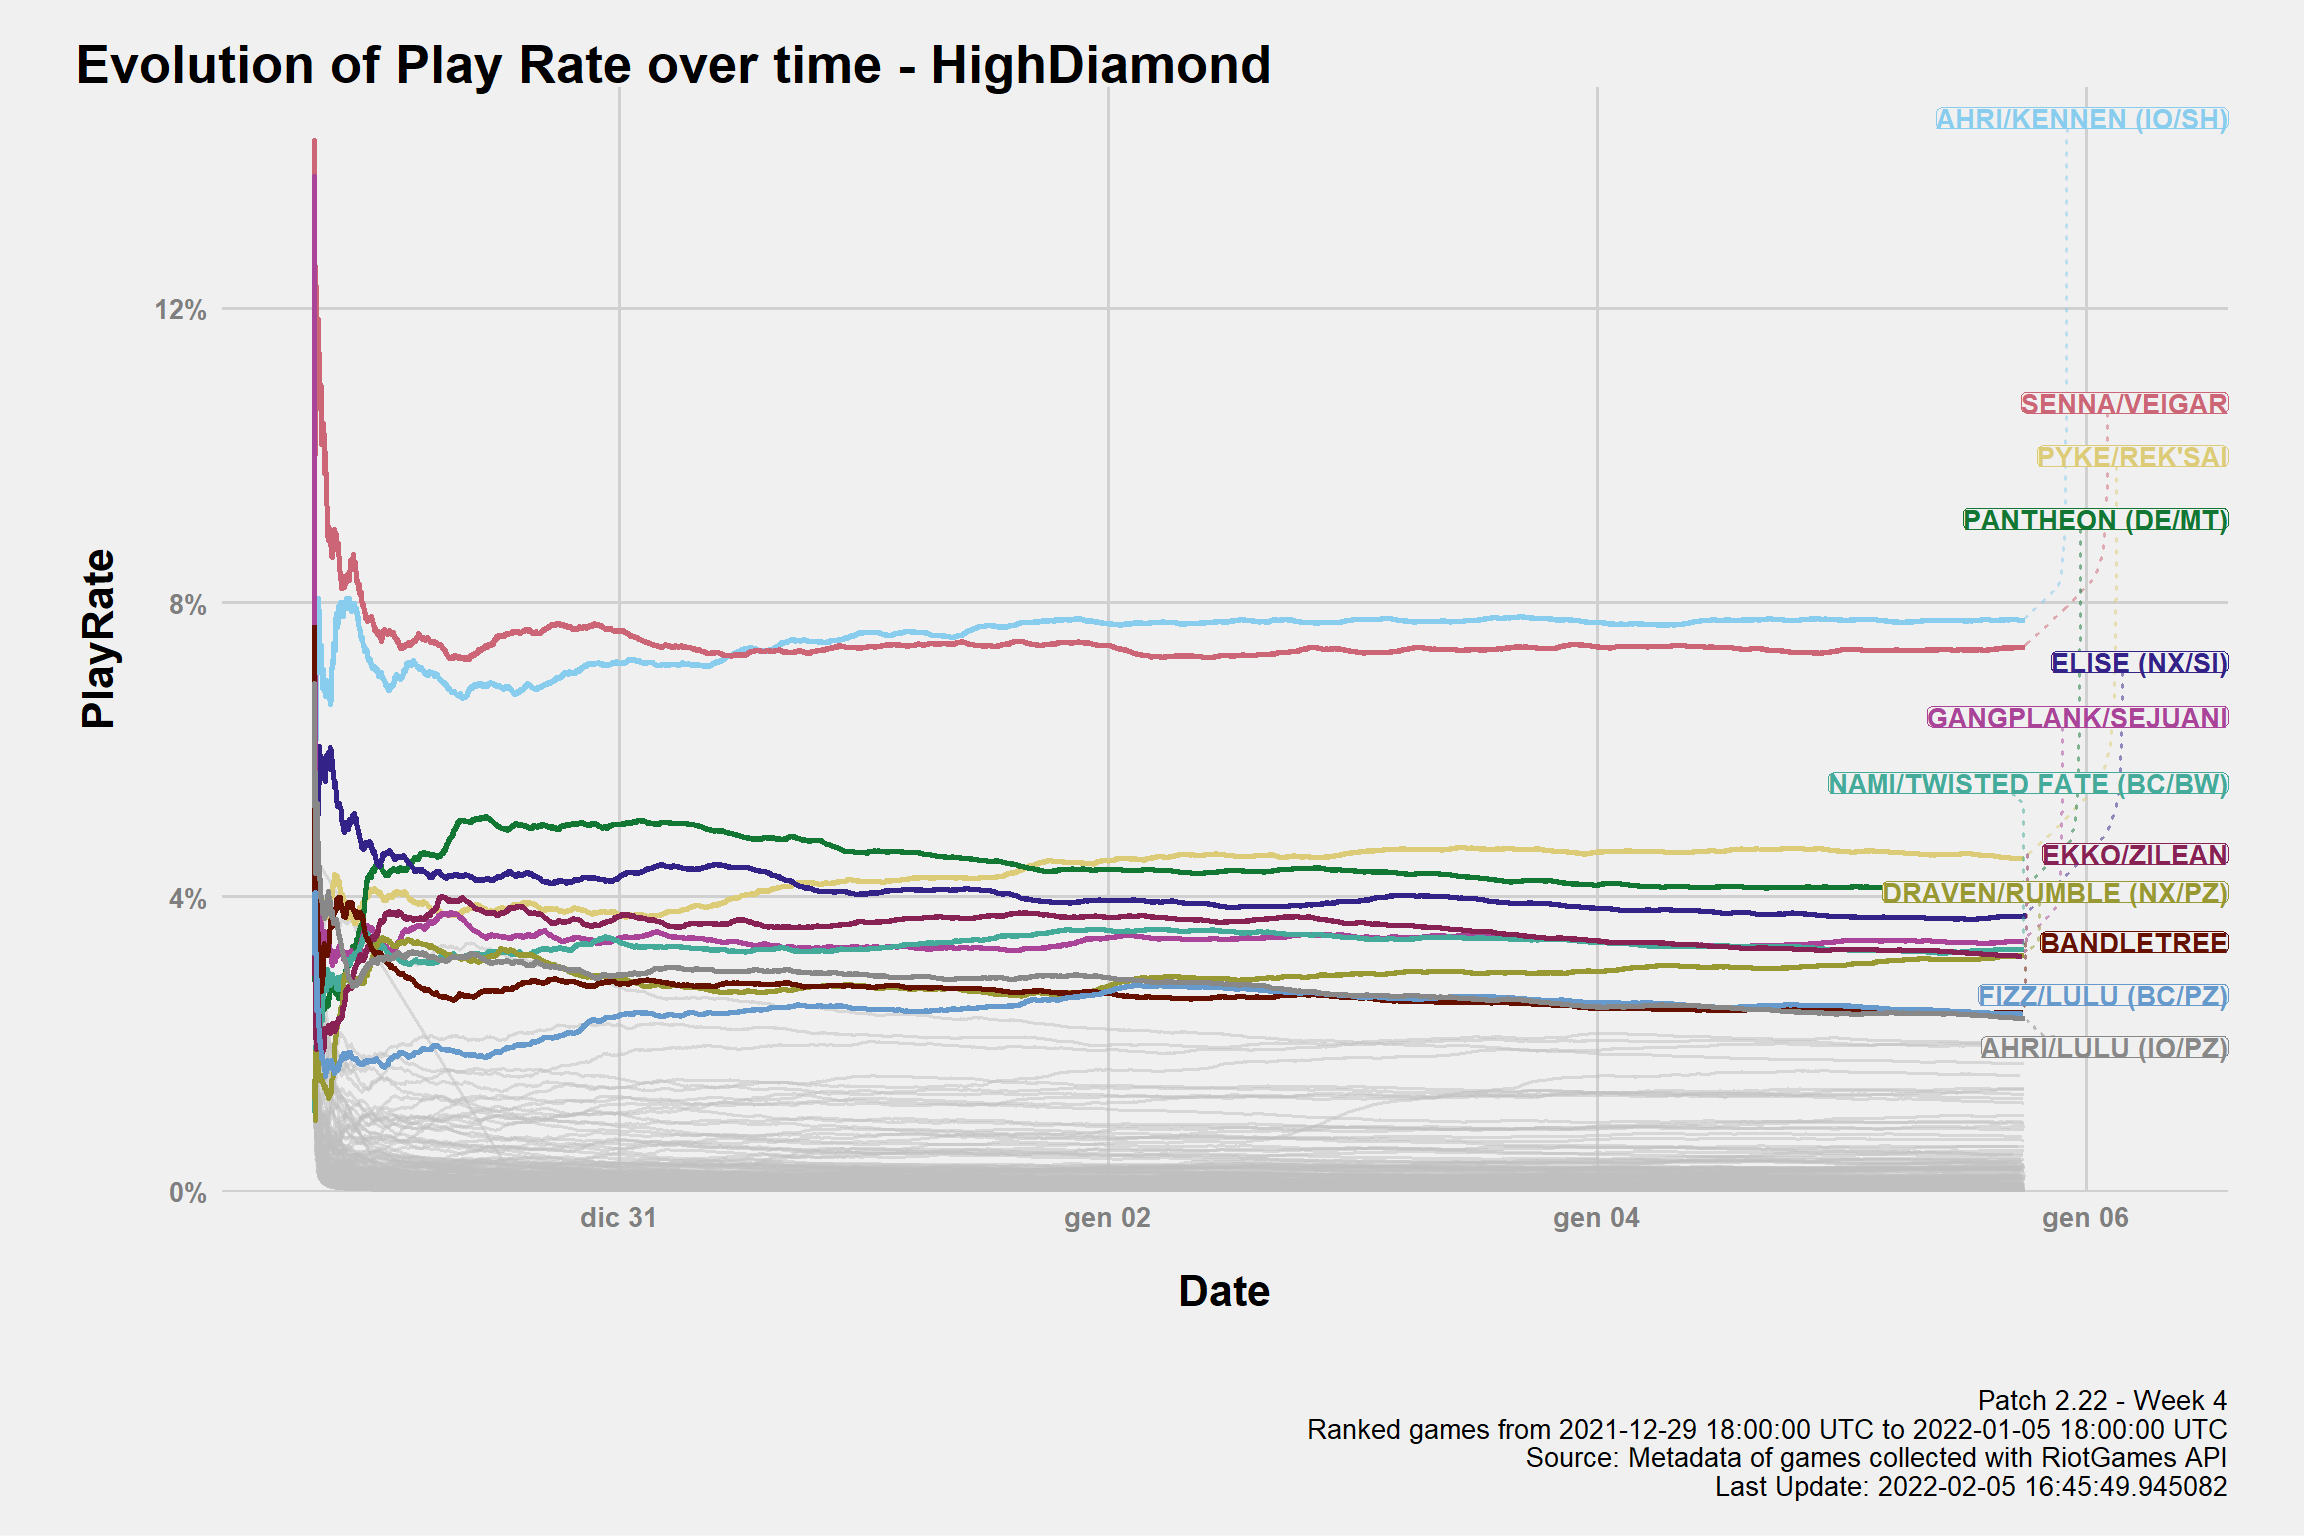 Evolution of Play Rate over time - HighDiamond
AHRI/KENNEN (IO/SH)
12%
SENNA/VEIGAR
PYKE/REK'SAI
PANTHEON (DE/MT)
PlayRate
8%
ELISE (NX/SI)
GANGPLANK/SEJUANI
NAMI/TWISTED FATE (BC/BW)
EKKO/ZILEAN
4%
DRAVEN/RUMBLE (NX/PZ)
BANDLETREE
FIZZ/LULU (BC/PZ)
AHRI/LULU (IO/PZ)
0%
dic 31 gen 02 gen 04 gen 06
Date
Patch 2.22 - Week 4
Ranked games from 2021-12-29 18:00:00 UTC to 2022-01-05 18:00:00 UTC
Source: Metadata of games collected with RiotGames API
Last Update: 2022-02-05 16:45:49.945082